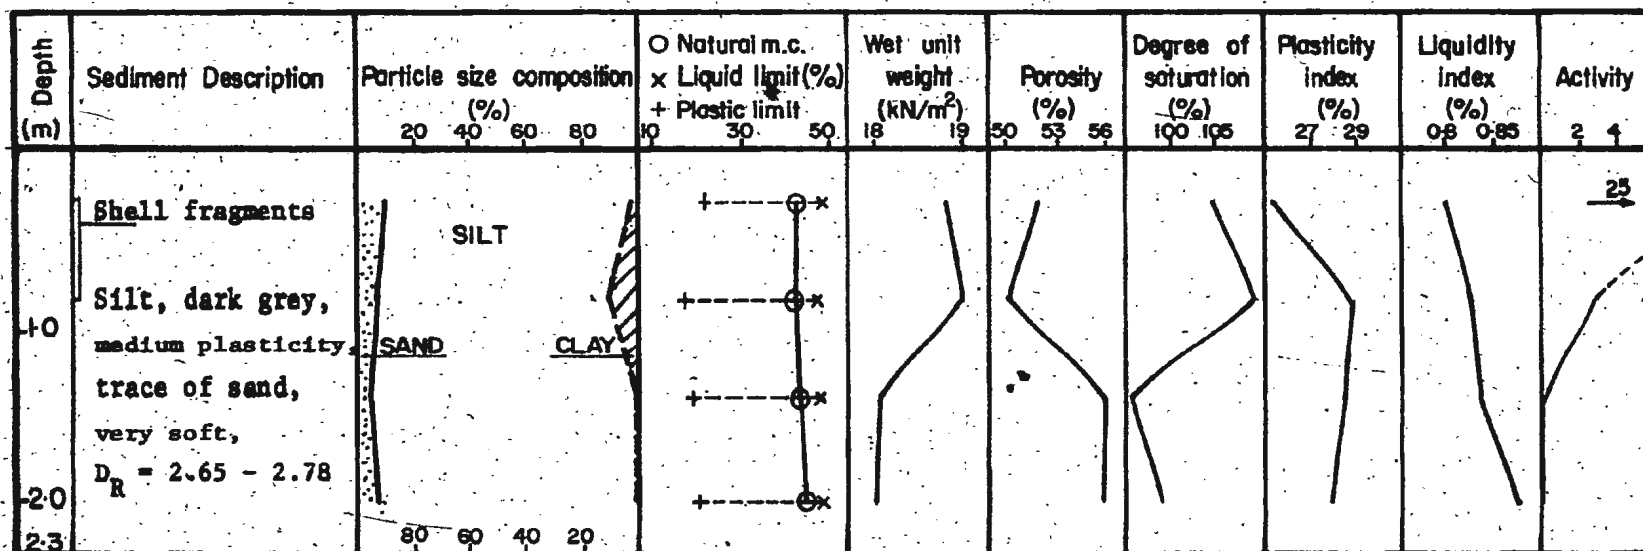 Depth
(m)
Sediment Description
Particle size composition
(%)
20 40 60 80
O Natural m.c.
x Liquid limit(%)
+ Plastic limit
10 30 50
Wet unit
weight
(kN/m²)
18 19
Porosity
(%)
50 53 56
Degree of
saturation
(%)
100 105
Plasticity
index
(%)
27 29
Liquidity
index
(%)
0·8 0·85
Activity
2 4
25
Shell fragments
SILT
Silt, dark grey,
1·0
medium plasticity,
SAND
CLAY
trace of sand,
very soft,
D_R = 2.65 - 2.78
2·0
2·3
80 60 40 20